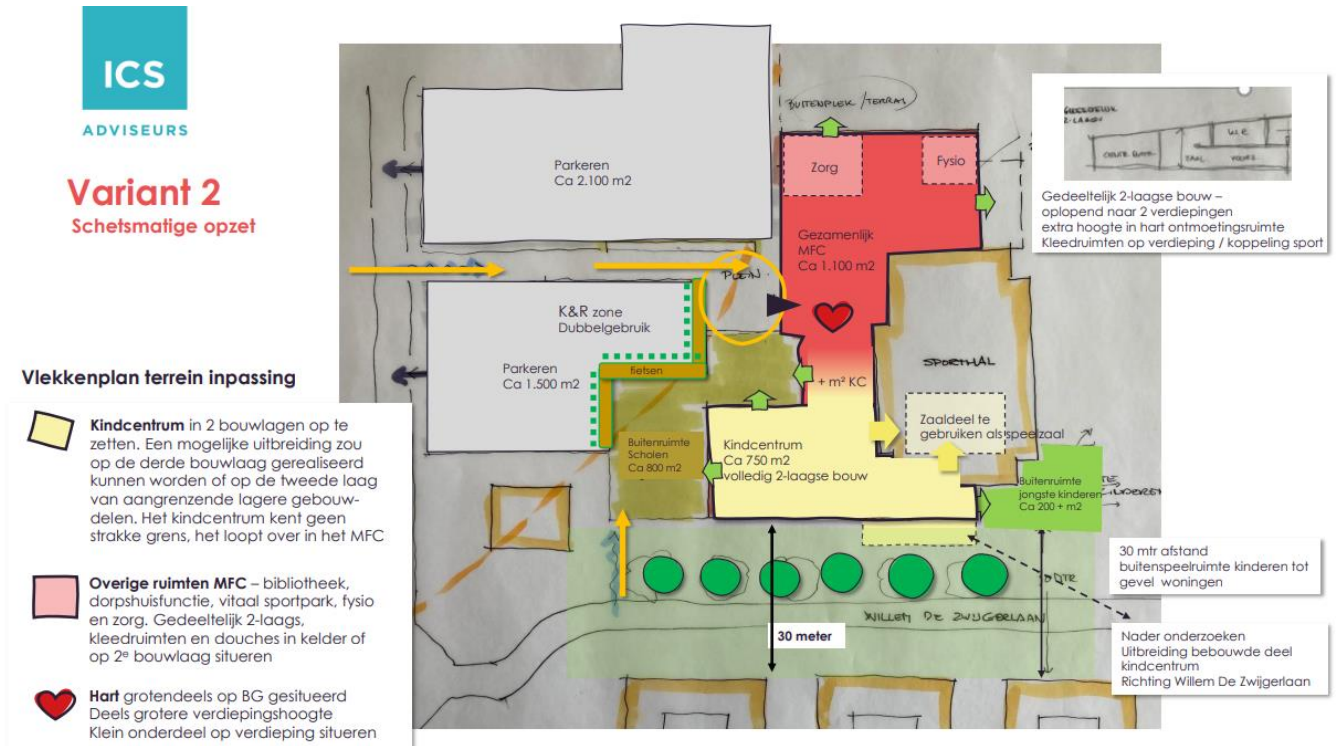 ICS
ADVISEURS
Variant 2
Schetsmatige opzet
Vlekkenplan terrein inpassing
Kindcentrum in 2 bouwlagen op te
zetten. Een mogelijke uitbreiding zou
op de derde bouwlaag gerealiseerd
kunnen worden of op de tweede laag
van aangrenzende lagere gebouw-
delen. Het kindcentrum kent geen
strakke grens, het loopt over in het MFC
Overige ruimten MFC – bibliotheek,
dorpshuisfunctie, vitaal sportpark, fysio
en zorg. Gedeeltelijk 2-laags,
kleedruimten en douches in kelder of
op 2e bouwlaag situeren
Hart grotendeels op BG gesitueerd
Deels grotere verdiepingshoogte
Klein onderdeel op verdieping situeren
Parkeren
Ca 2.100 m2
BUITENPLEK / TERRAS
Zorg
Fysio
Gezamenlijk
MFC
Ca 1.100 m2
PLEIN
K&R zone
Dubbelgebruik
Parkeren
Ca 1.500 m2
fietsen
+ m² KC
SPORTHAL
Zaaldeel te
gebruiken als speelzaal
Buitenruimte
Scholen
Ca 800 m2
Kindcentrum
Ca 750 m2
volledig 2-laagse bouw
Buitenruimte
jongste kinderen
Ca 200 + m2
WILLEM DE ZWIJGERLAAN
30 meter
2-LAAGS
ZAAL
Gedeeltelijk 2-laagse bouw –
oplopend naar 2 verdiepingen
extra hoogte in hart ontmoetingsruimte
Kleedruimten op verdieping / koppeling sport
30 mtr afstand
buitenspeelruimte kinderen tot
gevel woningen
Nader onderzoeken
Uitbreiding bebouwde deel
kindcentrum
Richting Willem De Zwijgerlaan